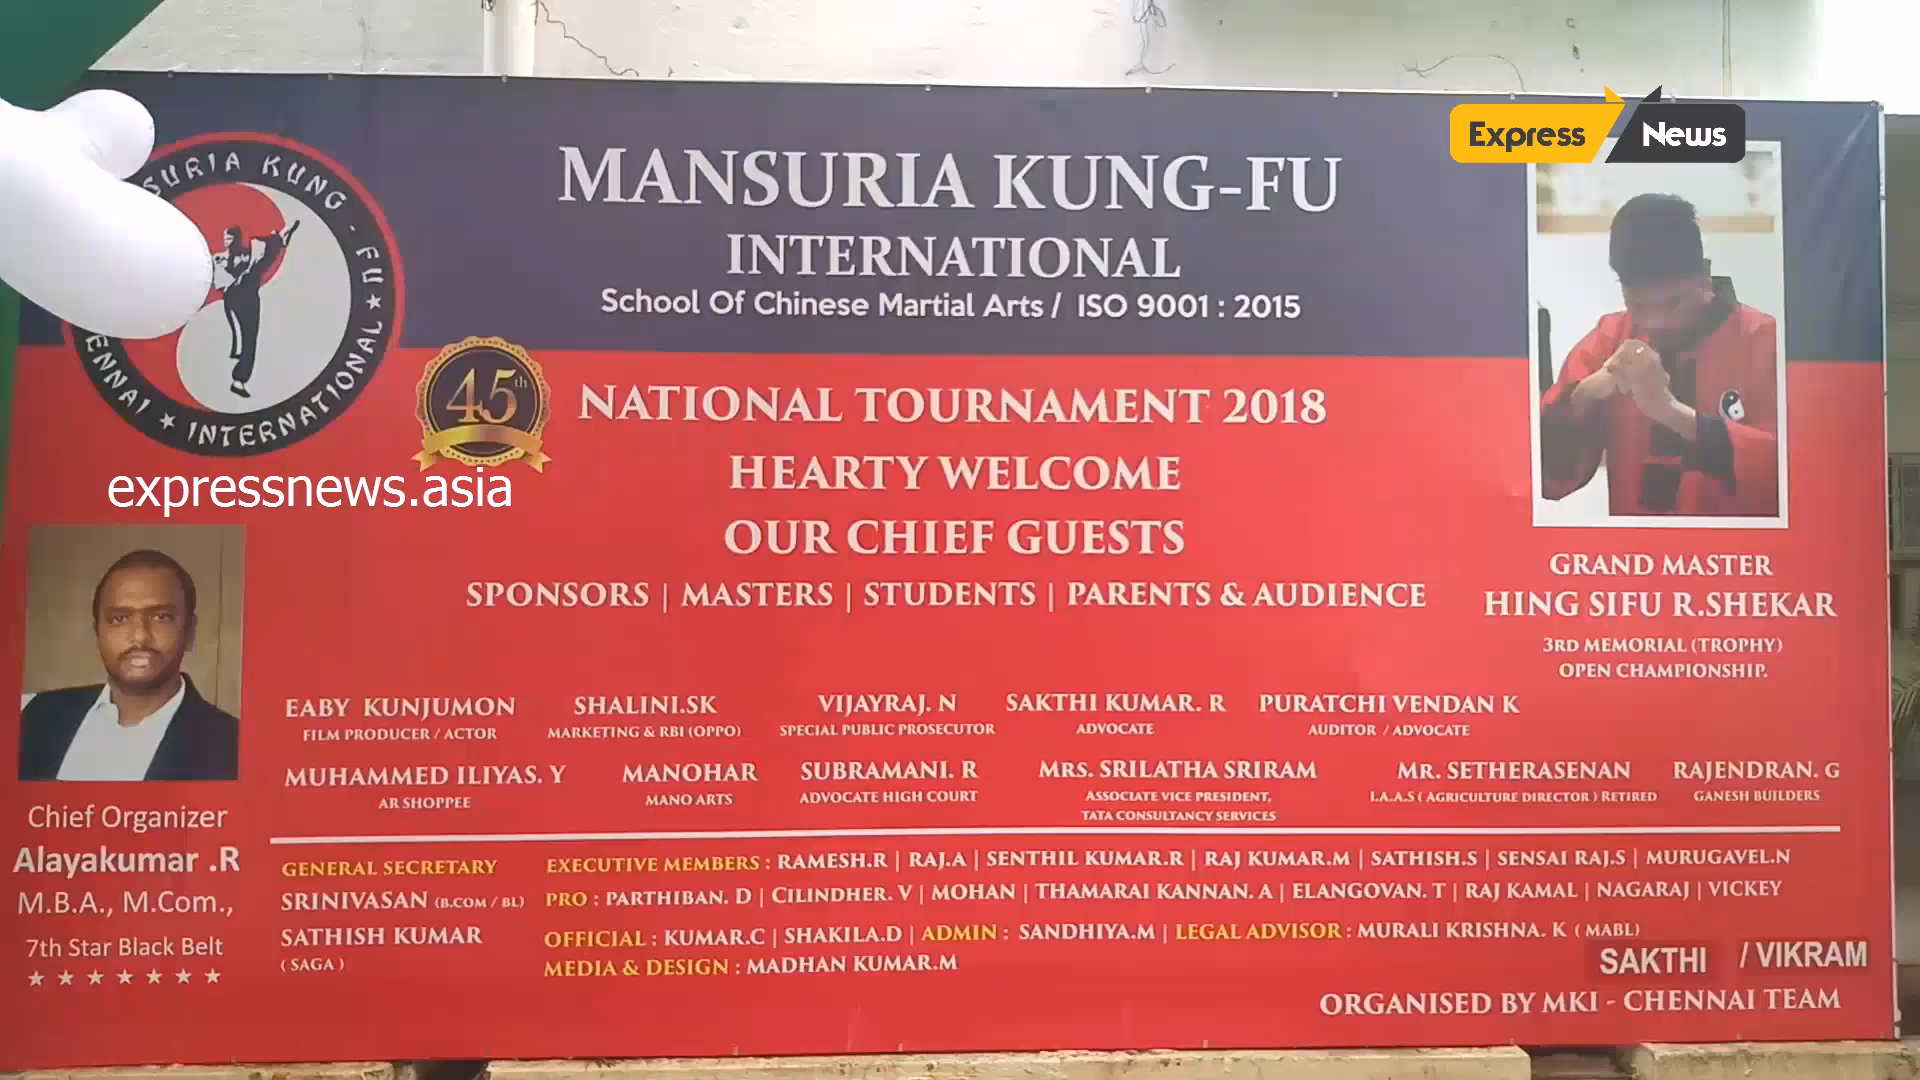 Express News
MANSURIA KUNG-FU
INTERNATIONAL
School Of Chinese Martial Arts / ISO 9001 : 2015
SURIA KUNG - FU ★ INTERNATIONAL ★ ENNAI
45th
NATIONAL TOURNAMENT 2018
HEARTY WELCOME
OUR CHIEF GUESTS
SPONSORS | MASTERS | STUDENTS | PARENTS & AUDIENCE
expressnews.asia
GRAND MASTER
HING SIFU R.SHEKAR
3RD MEMORIAL (TROPHY)
OPEN CHAMPIONSHIP.
EABY KUNJUMON SHALINI.SK VIJAYRAJ. N SAKTHI KUMAR. R PURATCHI VENDAN K
FILM PRODUCER / ACTOR MARKETING & RBI (OPPO) SPECIAL PUBLIC PROSECUTOR ADVOCATE AUDITOR / ADVOCATE
MUHAMMED ILIYAS. Y MANOHAR SUBRAMANI. R MRS. SRILATHA SRIRAM MR. SETHERASENAN RAJENDRAN. G
AR SHOPPEE MANO ARTS ADVOCATE HIGH COURT ASSOCIATE VICE PRESIDENT, I.A.A.S ( AGRICULTURE DIRECTOR ) RETIRED GANESH BUILDERS
TATA CONSULTANCY SERVICES
Chief Organizer
Alayakumar .R
M.B.A., M.Com.,
7th Star Black Belt
★ ★ ★ ★ ★ ★ ★
GENERAL SECRETARY
SRINIVASAN (B.COM / BL)
SATHISH KUMAR
( SAGA )
EXECUTIVE MEMBERS : RAMESH.R | RAJ.A | SENTHIL KUMAR.R | RAJ KUMAR.M | SATHISH.S | SENSAI RAJ.S | MURUGAVEL.N
PRO : PARTHIBAN. D | CILINDHER. V | MOHAN | THAMARAI KANNAN. A | ELANGOVAN. T | RAJ KAMAL | NAGARAJ | VICKEY
OFFICIAL : KUMAR.C | SHAKILA.D | ADMIN : SANDHIYA.M | LEGAL ADVISOR : MURALI KRISHNA. K ( MABL)
MEDIA & DESIGN : MADHAN KUMAR.M
SAKTHI / VIKRAM
ORGANISED BY MKI - CHENNAI TEAM